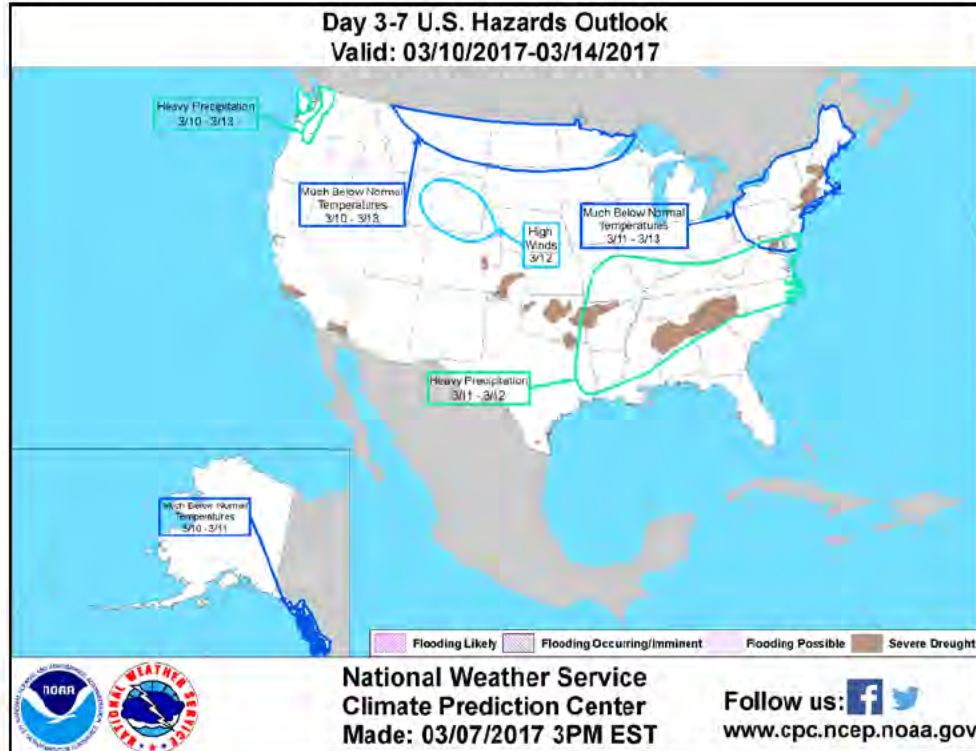 Day 3-7 U.S. Hazards Outlook
Valid: 03/10/2017-03/14/2017
Heavy Precipitation
3/10 - 3/13
Much Below Normal
Temperatures
3/10 - 3/13
High
Winds
3/12
Much Below Normal
Temperatures
3/11 - 3/13
Heavy Precipitation
3/11 - 3/12
Much Below Normal
Temperatures
3/10 - 3/11
Flooding Likely
Flooding Occurring/Imminent
Flooding Possible
Severe Drought
NOAA
NATIONAL WEATHER SERVICE
National Weather Service
Climate Prediction Center
Made: 03/07/2017 3PM EST
Follow us:
www.cpc.ncep.noaa.gov